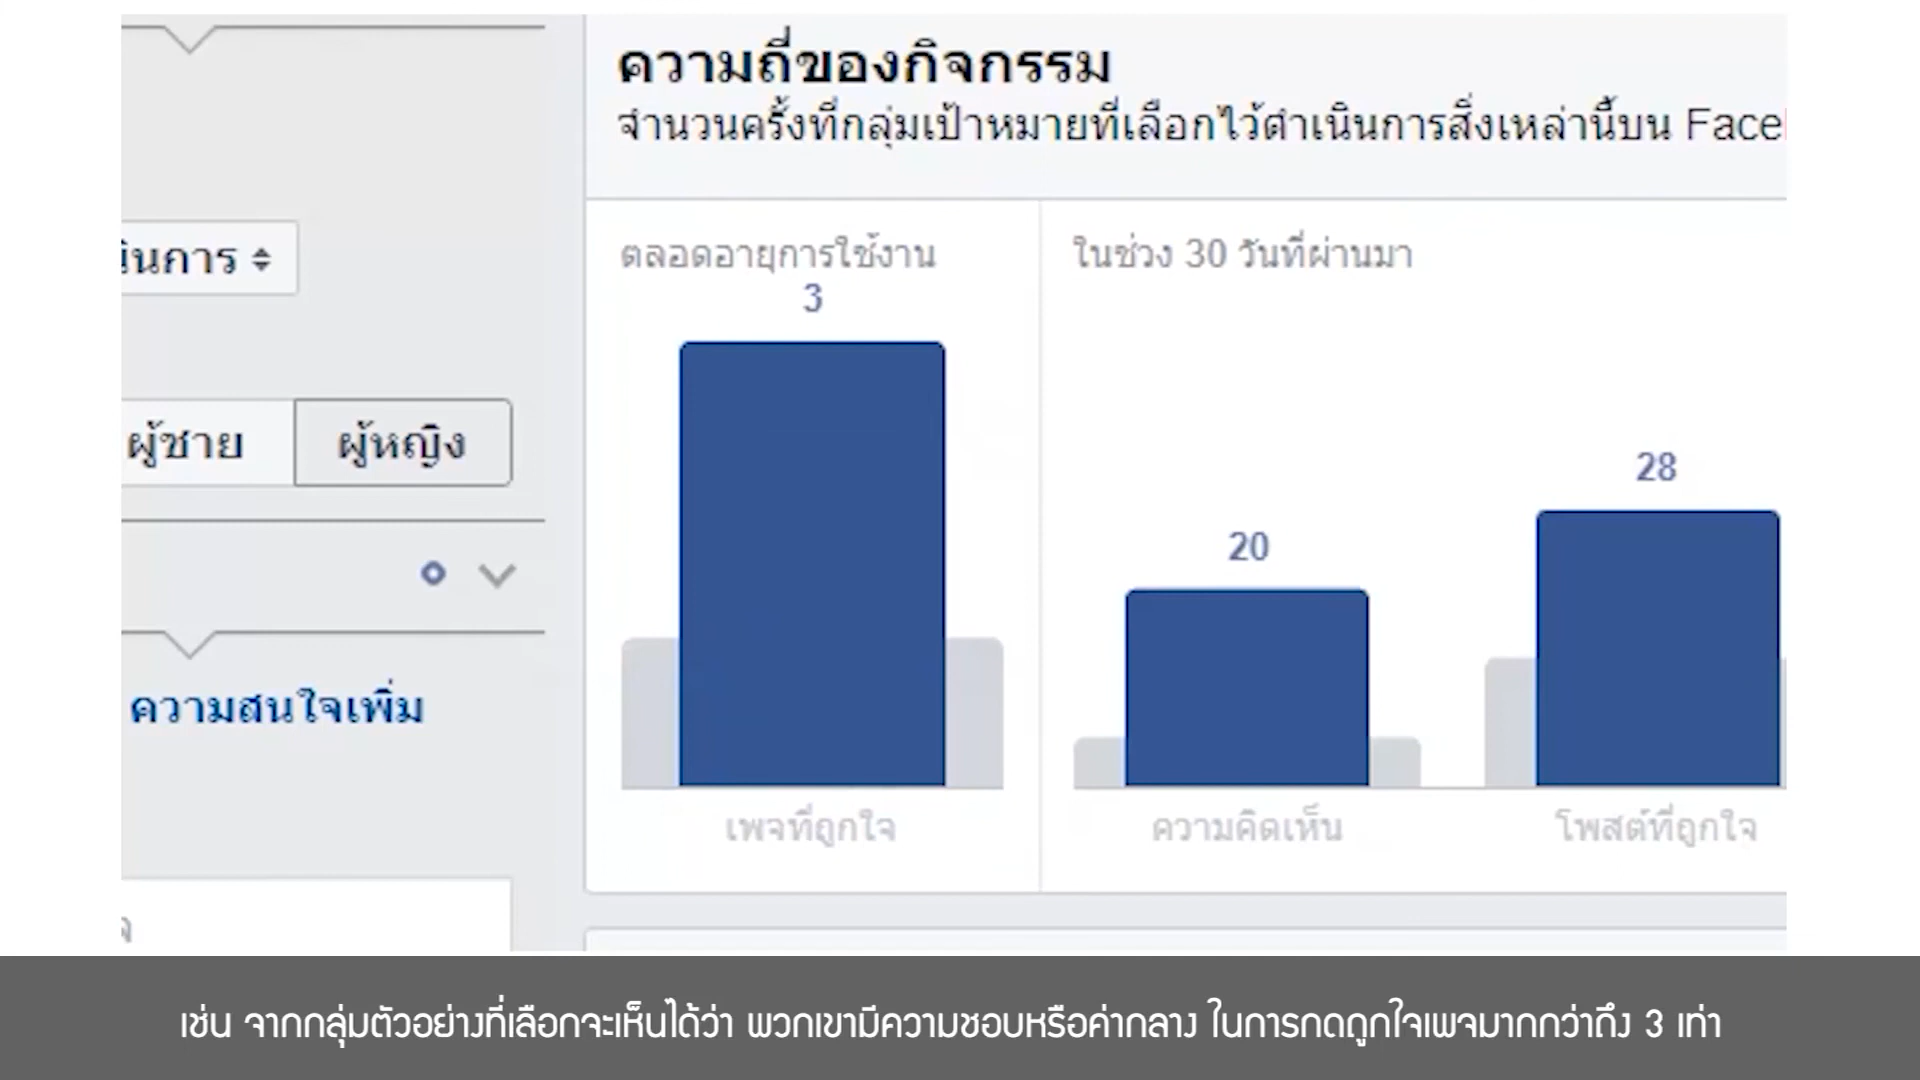 ความถี่ของกิจกรรม
จำนวนครั้งที่กลุ่มเป้าหมายที่เลือกไว้ดำเนินการสิ่งเหล่านี้บน
ตลอดอายุการใช้งาน
ในช่วง 30 วันที่ผ่านมา
3
ผู้ชาย
ผู้หญิง
28
20
ความสนใจเพิ่ม
เพจที่ถูกใจ
ความคิดเห็น
โพสต์ที่ถูกใจ
เช่น จากกลุ่มตัวอย่างที่เลือกจะเห็นได้ว่า พวกเขามีความชอบหรือค่ากลาง ในการกดถูกใจเพจมากกว่าถึง 3 เท่า